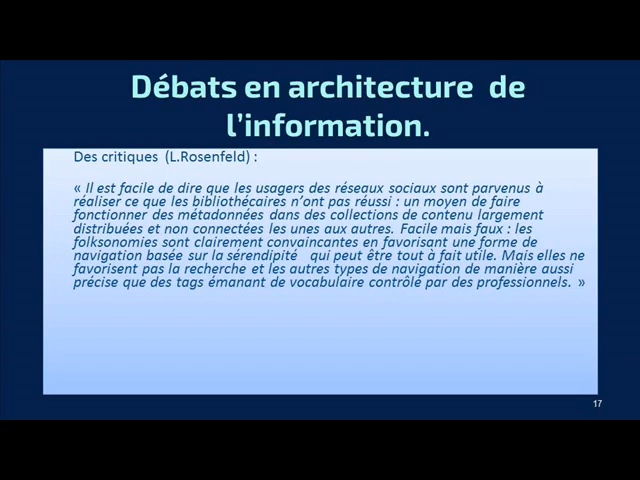 Débats en architecture de
l’information.
Des critiques (L.Rosenfeld) :
« Il est facile de dire que les usagers des réseaux sociaux sont parvenus à
réaliser ce que les bibliothécaires n’ont pas réussi : un moyen de faire
fonctionner des métadonnées dans des collections de contenu largement
distribuées et non connectées les unes aux autres. Facile mais faux : les
folksonomies sont clairement convaincantes en favorisant une forme de
navigation basée sur la sérendipité qui peut être tout à fait utile. Mais elles ne
favorisent pas la recherche et les autres types de navigation de manière aussi
précise que des tags émanant de vocabulaire contrôlé par des professionnels. »
17